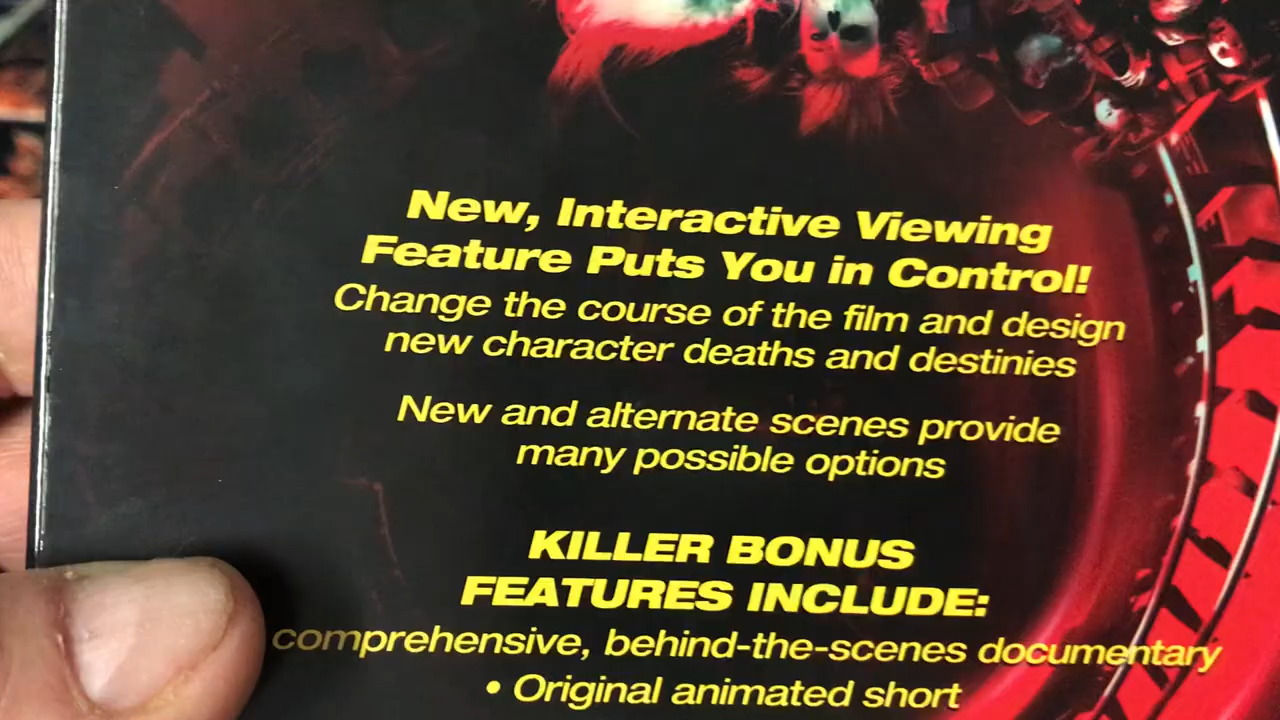 New, Interactive Viewing
Feature Puts You in Control!
Change the course of the film and design
new character deaths and destinies
New and alternate scenes provide
many possible options
KILLER BONUS
FEATURES INCLUDE:
comprehensive, behind-the-scenes documentary
• Original animated short